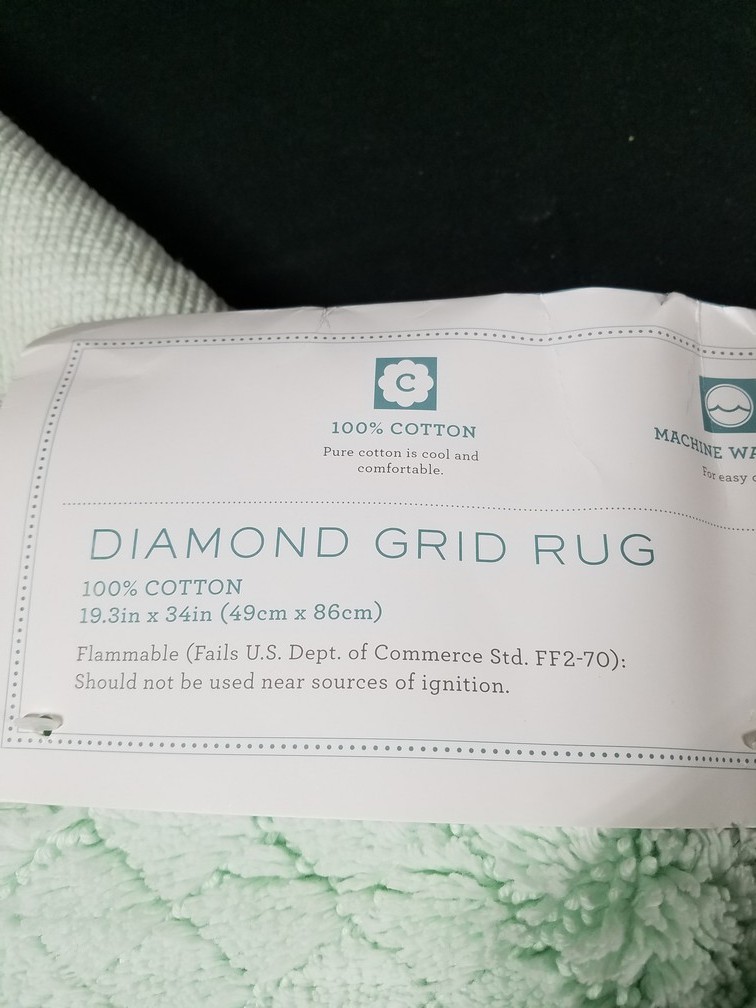 C
100% COTTON
Pure cotton is cool and
comfortable.
MACHINE WA
For easy c
DIAMOND GRID RUG
100% COTTON
19.3in x 34in (49cm x 86cm)
Flammable (Fails U.S. Dept. of Commerce Std. FF2-70):
Should not be used near sources of ignition.